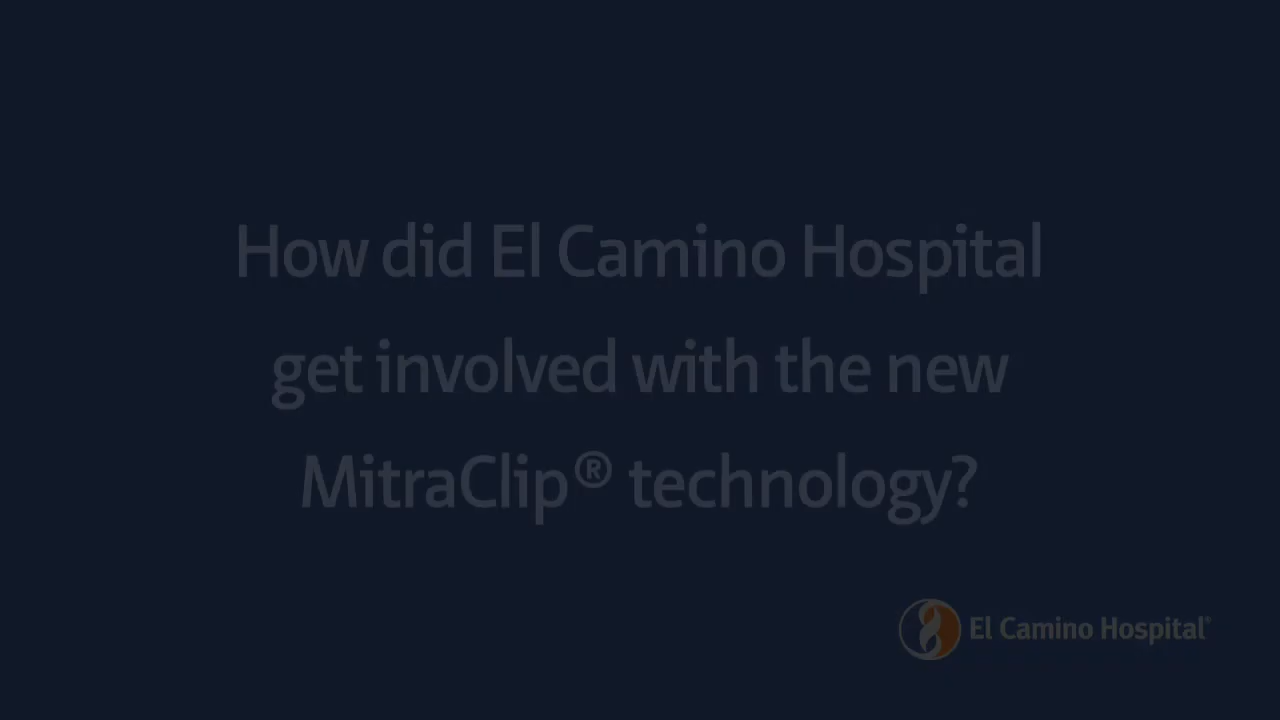 How did El Camino Hospital
get involved with the new
MitraClip® technology?
El Camino Hospital®